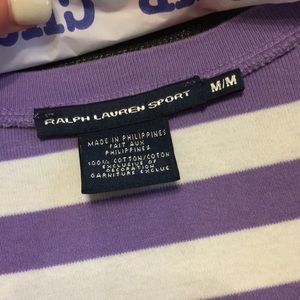 RALPH LAUREN SPORT
M/M
MADE IN PHILIPPINES
FAIT AUX
PHILIPPINES
100% COTTON/COTON
EXCLUSIVE OF
DECORATION
GARNITURE EXCLUE